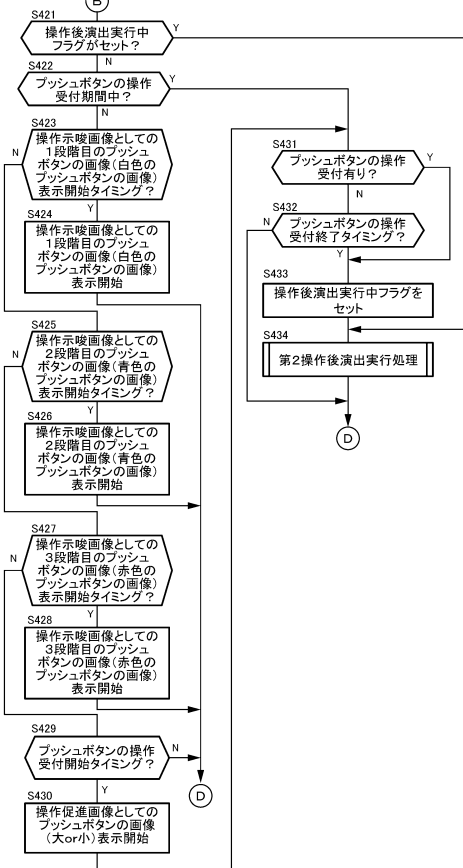 B
S421
操作後演出実行中
フラグがセット？
Y
N
S422
プッシュボタンの操作
受付期間中？
Y
N
S423
操作示唆画像としての
１段階目のプッシュ
ボタンの画像（白色の
プッシュボタンの画像）
表示開始タイミング？
N
Y
S424
操作示唆画像としての
１段階目のプッシュ
ボタンの画像（白色の
プッシュボタンの画像）
表示開始
S425
操作示唆画像としての
２段階目のプッシュ
ボタンの画像（青色の
プッシュボタンの画像）
表示開始タイミング？
N
Y
S426
操作示唆画像としての
２段階目のプッシュ
ボタンの画像（青色の
プッシュボタンの画像）
表示開始
S427
操作示唆画像としての
３段階目のプッシュ
ボタンの画像（赤色の
プッシュボタンの画像）
表示開始タイミング？
N
Y
S428
操作示唆画像としての
３段階目のプッシュ
ボタンの画像（赤色の
プッシュボタンの画像）
表示開始
S429
プッシュボタンの操作
受付開始タイミング？
N
Y
D
S430
操作促進画像としての
プッシュボタンの画像
（大or小）表示開始
S431
プッシュボタンの操作
受付有り？
Y
N
S432
プッシュボタンの操作
受付終了タイミング？
N
Y
S433
操作後演出実行中フラグを
セット
S434
第２操作後演出実行処理
D